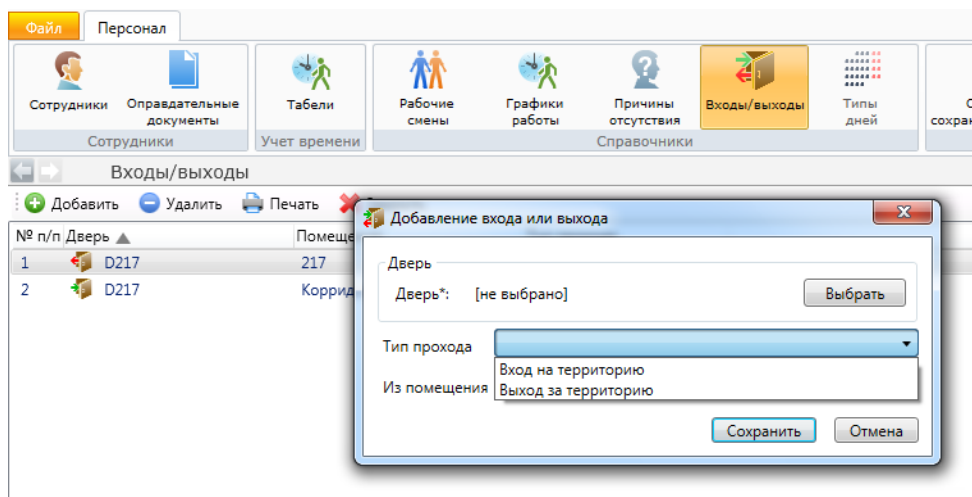 Файл Персонал
Сотрудники Оправдательные документы Табели Рабочие смены Графики работы Причины отсутствия Входы/выходы Типы дней
Сотрудники Учет времени Справочники
Входы/выходы
Добавить Удалить Печать
Добавление входа или выхода
№ п/п Дверь
1 D217 217
2 D217
Дверь
Дверь*: [не выбрано] Выбрать
Тип прохода
Вход на территорию
Из помещения Выход за территорию
Сохранить Отмена